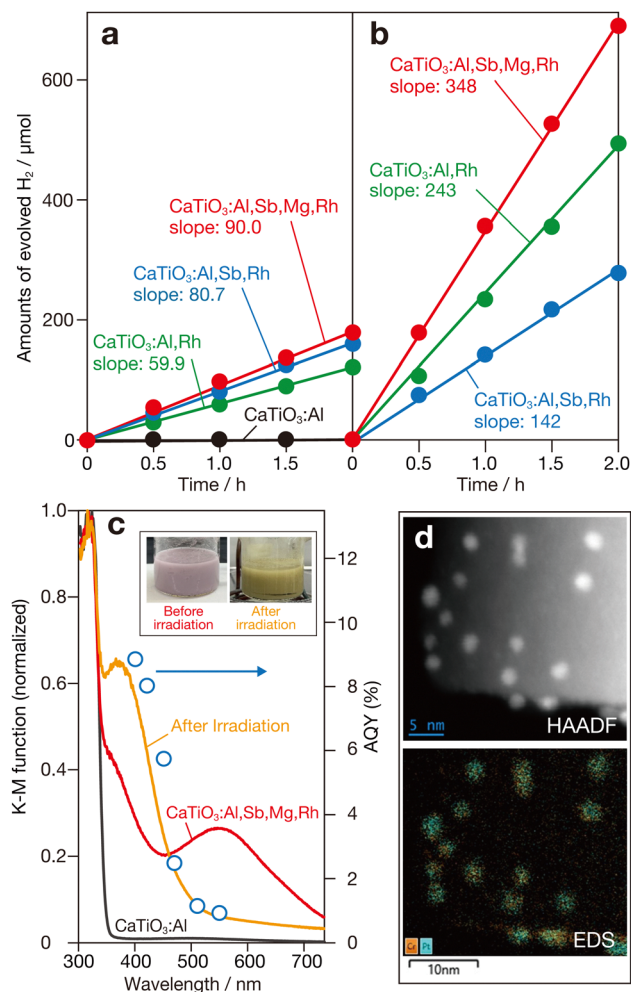 a
b
600
400
200
0
Amounts of evolved H₂ / µmol
CaTiO₃:Al,Sb,Mg,Rh
slope: 90.0
CaTiO₃:Al,Sb,Rh
slope: 80.7
CaTiO₃:Al,Rh
slope: 59.9
CaTiO₃:Al
CaTiO₃:Al,Sb,Mg,Rh
slope: 348
CaTiO₃:Al,Rh
slope: 243
CaTiO₃:Al,Sb,Rh
slope: 142
0 0.5 1.0 1.5 0 0.5 1.0 1.5 2.0
Time / h
Time / h
c
1.0
0.8
0.6
0.4
0.2
0
K-M function (normalized)
Before
irradiation
After
irradiation
After Irradiation
CaTiO₃:Al,Sb,Mg,Rh
CaTiO₃:Al
12
10
8
6
4
2
0
AQY (%)
300 400 500 600 700
Wavelength / nm
d
5 nm
HAADF
Cr Pt
EDS
10nm